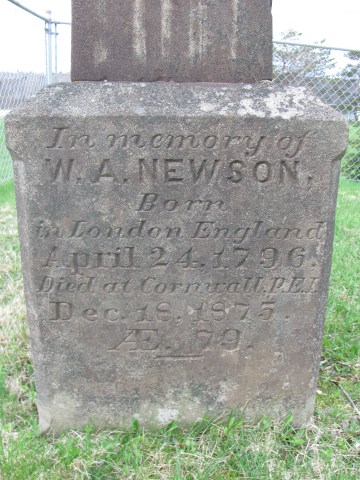 In memory of
W. A. NEWSON.
Born
in London England
April 24. 1796.
Died at Cornwall, P.E.I.
Dec. 18. 1875.
Æ. 79.